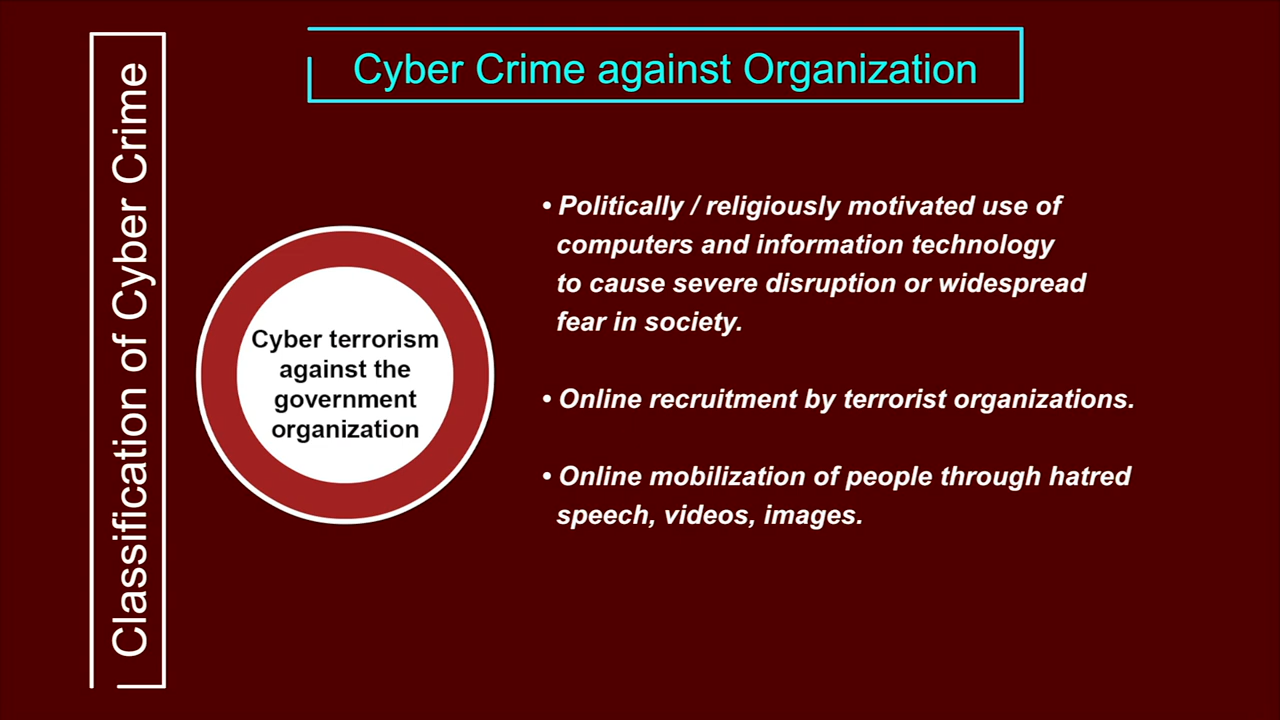 Classification of Cyber Crime
Cyber Crime against Organization
Cyber terrorism
against the
government
organization
• Politically / religiously motivated use of
computers and information technology
to cause severe disruption or widespread
fear in society.
• Online recruitment by terrorist organizations.
• Online mobilization of people through hatred
speech, videos, images.